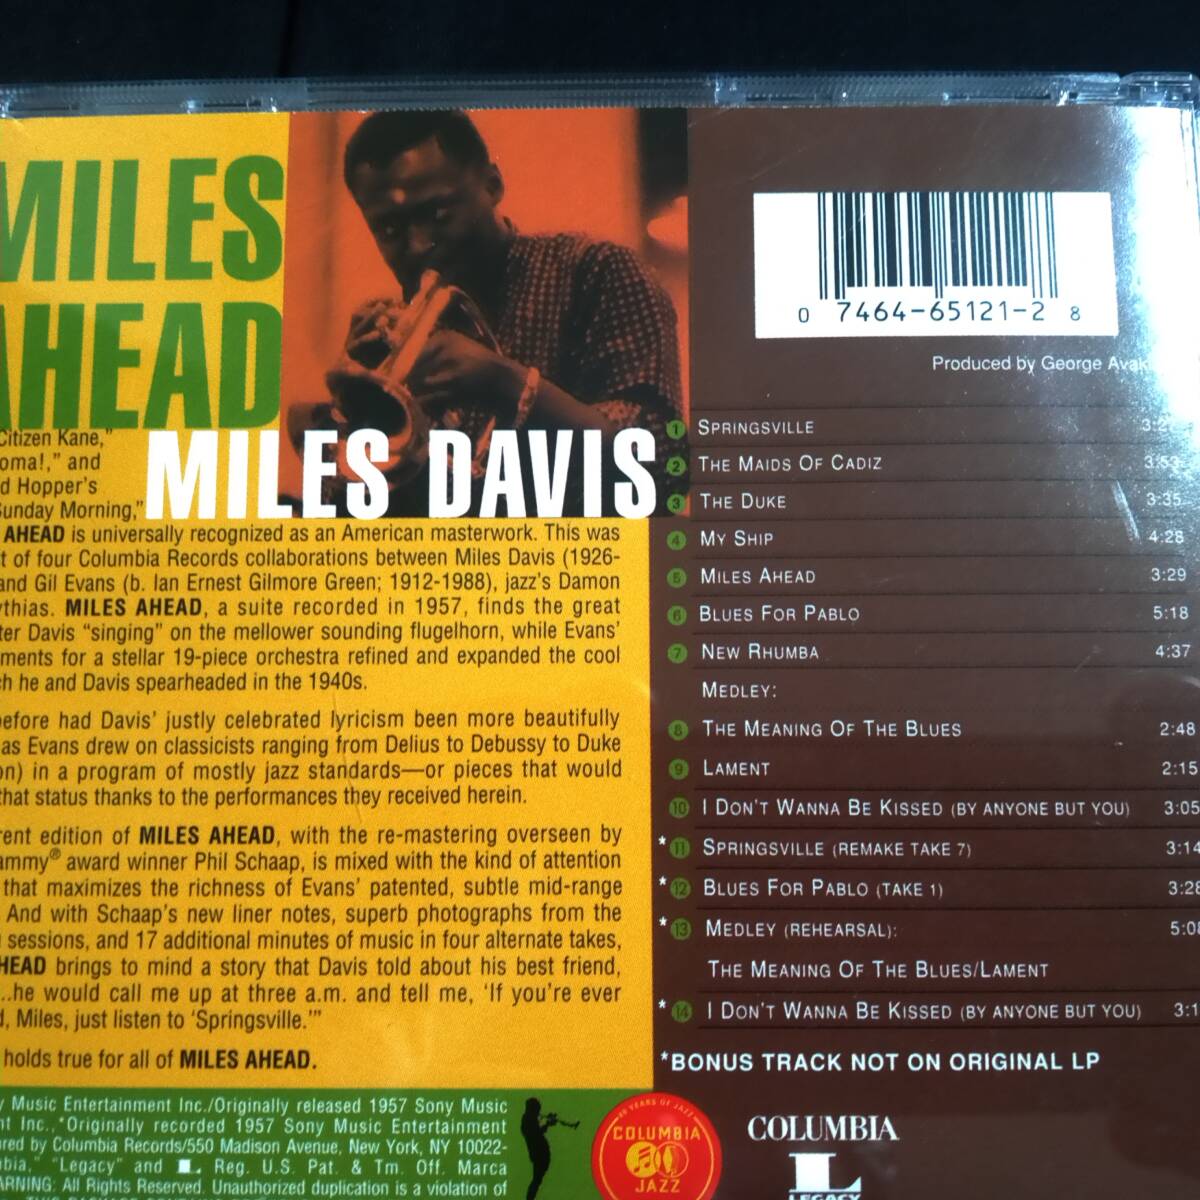 MILES
AHEAD
MILES DAVIS
Citizen Kane,"
and
Hopper's
Sunday Morning,"
AHEAD is universally recognized as an American masterwork. This was
of four Columbia Records collaborations between Miles Davis (1926-
and Gil Evans (b. Ian Ernest Gilmore Green; 1912-1988), jazz's Damon
MILES AHEAD, a suite recorded in 1957, finds the great
Davis "singing" on the mellower sounding flugelhorn, while Evans'
for a stellar 19-piece orchestra refined and expanded the cool
he and Davis spearheaded in the 1940s.
before had Davis' justly celebrated lyricism been more beautifully
as Evans drew on classicists ranging from Delius to Debussy to Duke
in a program of mostly jazz standards—or pieces that would
that status thanks to the performances they received herein.
edition of MILES AHEAD, with the re-mastering overseen by
award winner Phil Schaap, is mixed with the kind of attention
that maximizes the richness of Evans' patented, subtle mid-range
And with Schaap's new liner notes, superb photographs from the
sessions, and 17 additional minutes of music in four alternate takes,
AHEAD brings to mind a story that Davis told about his best friend,
...he would call me up at three a.m. and tell me, 'If you're ever
Miles, just listen to 'Springsville.'"
holds true for all of MILES AHEAD.
Music Entertainment Inc./Originally released 1957 Sony Music
Inc.,*Originally recorded 1957 Sony Music Entertainment
by Columbia Records/550 Madison Avenue, New York, NY 10022-
"Legacy" and L Reg. U.S. Pat. & Tm. Off. Marca
WARNING: All Rights Reserved. Unauthorized duplication is a violation of
0 7464-65121-2 8
Produced by George
1 SPRINGSVILLE
2 THE MAIDS OF CADIZ 3:53
3 THE DUKE 3:35
4 MY SHIP 4:28
5 MILES AHEAD 3:29
6 BLUES FOR PABLO 5:18
7 NEW RHUMBA 4:37
MEDLEY:
8 THE MEANING OF THE BLUES 2:48
9 LAMENT 2:15
10 I DON'T WANNA BE KISSED (BY ANYONE BUT YOU) 3:05
* 11 SPRINGSVILLE (REMAKE TAKE 7) 3:14
* 12 BLUES FOR PABLO (TAKE 1) 3:28
* 13 MEDLEY (REHEARSAL): 5:08
THE MEANING OF THE BLUES/LAMENT
* 14 I DON'T WANNA BE KISSED (BY ANYONE BUT YOU)
*BONUS TRACK NOT ON ORIGINAL LP
YEARS OF JAZZ
COLUMBIA
JAZZ
COLUMBIA
L
LEGACY